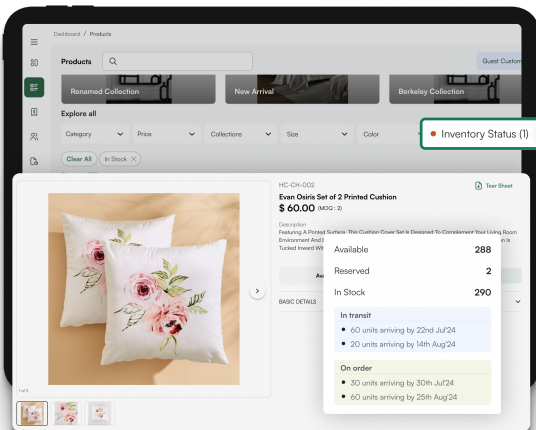 Dashboard / Products
Products
Guest Custom
Renamed Collection
New Arrival
Berkeley Collection
Explore all
Category
Price
Collections
Size
Color
Inventory Status (1)
Clear All
In Stock
HC-CH-002
Tear Sheet
Evan Osiris Set of 2 Printed Cushion
$ 60.00 (MOQ : 2)
Description
Featuring A Printed Surface. This Cushion Cover Set Is Designed To Complement Your Living Room
Environment And
Tucked Inward
BASIC DETAILS
Available 288
Reserved 2
In Stock 290
In transit
• 60 units arriving by 22nd Jul'24
• 20 units arriving by 14th Aug'24
On order
• 30 units arriving by 30th Jul'24
• 60 units arriving by 25th Aug'24